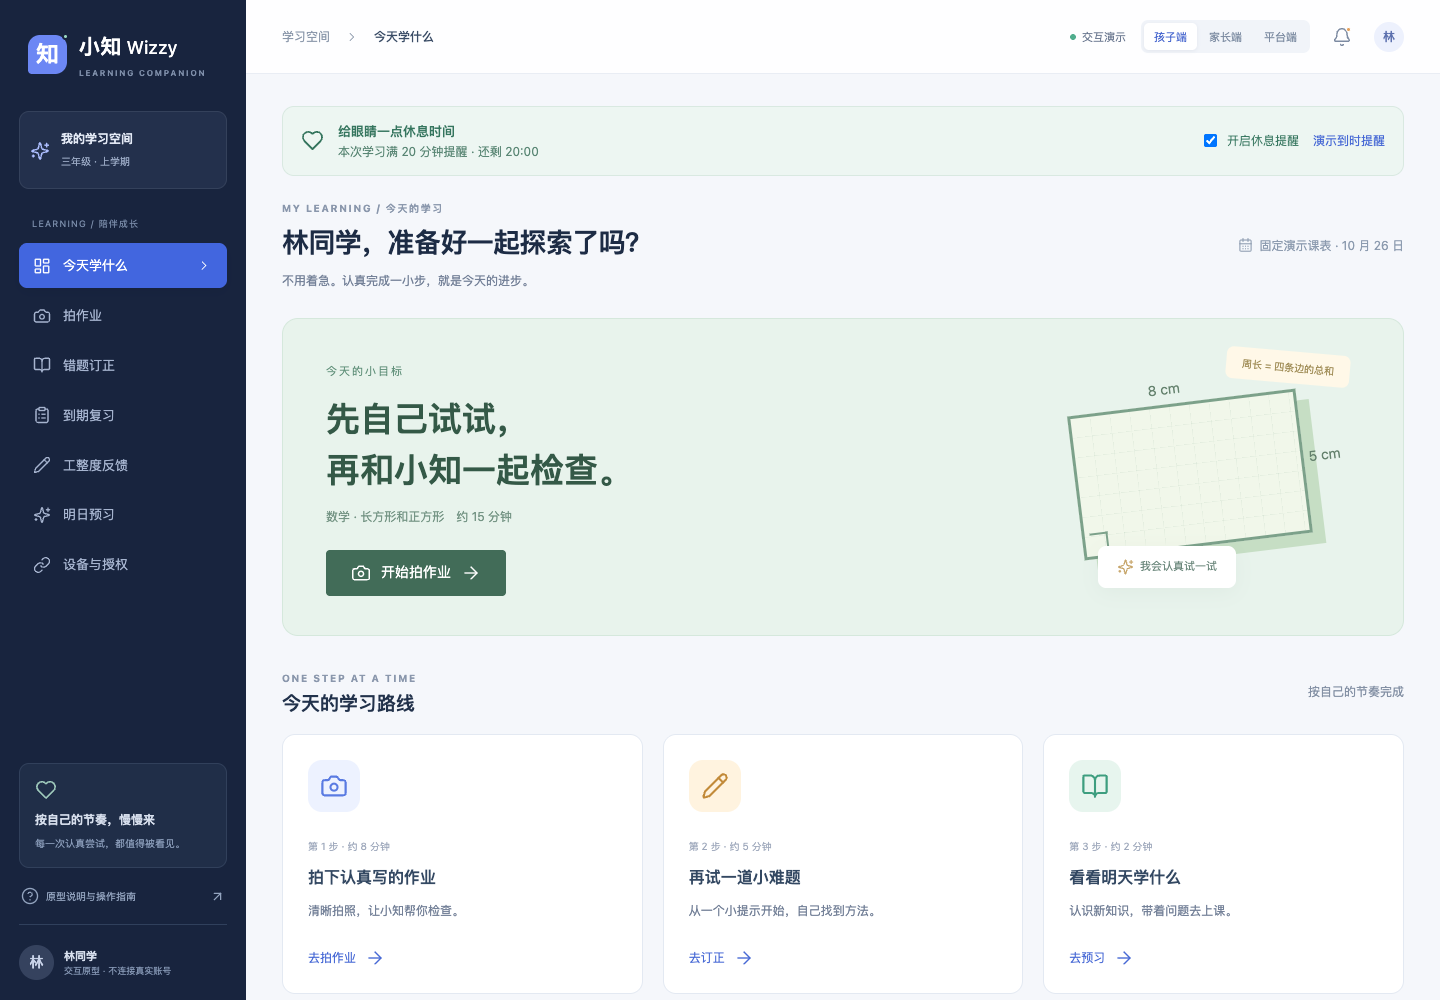 知
小知 Wizzy
LEARNING COMPANION
我的学习空间
三年级 · 上学期
LEARNING / 陪伴成长
今天学什么
拍作业
错题订正
到期复习
工整度反馈
明日预习
设备与授权
按自己的节奏，慢慢来
每一次认真尝试，都值得被看见。
原型说明与操作指南
林
林同学
交互原型 · 不连接真实账号
学习空间
今天学什么
交互演示
孩子端
家长端
平台端
林
给眼睛一点休息时间
本次学习满 20 分钟提醒 · 还剩 20:00
开启休息提醒
演示到时提醒
MY LEARNING / 今天的学习
林同学，准备好一起探索了吗？
不用着急。认真完成一小步，就是今天的进步。
固定演示课表 · 10 月 26 日
今天的小目标
先自己试试，
再和小知一起检查。
数学 · 长方形和正方形 约 15 分钟
开始拍作业
周长 = 四条边的总和
8 cm
5 cm
我会认真试一试
ONE STEP AT A TIME
今天的学习路线
按自己的节奏完成
第 1 步 · 约 8 分钟
拍下认真写的作业
清晰拍照，让小知帮你检查。
去拍作业
第 2 步 · 约 5 分钟
再试一道小难题
从一个小提示开始，自己找到方法。
去订正
第 3 步 · 约 2 分钟
看看明天学什么
认识新知识，带着问题去上课。
去预习